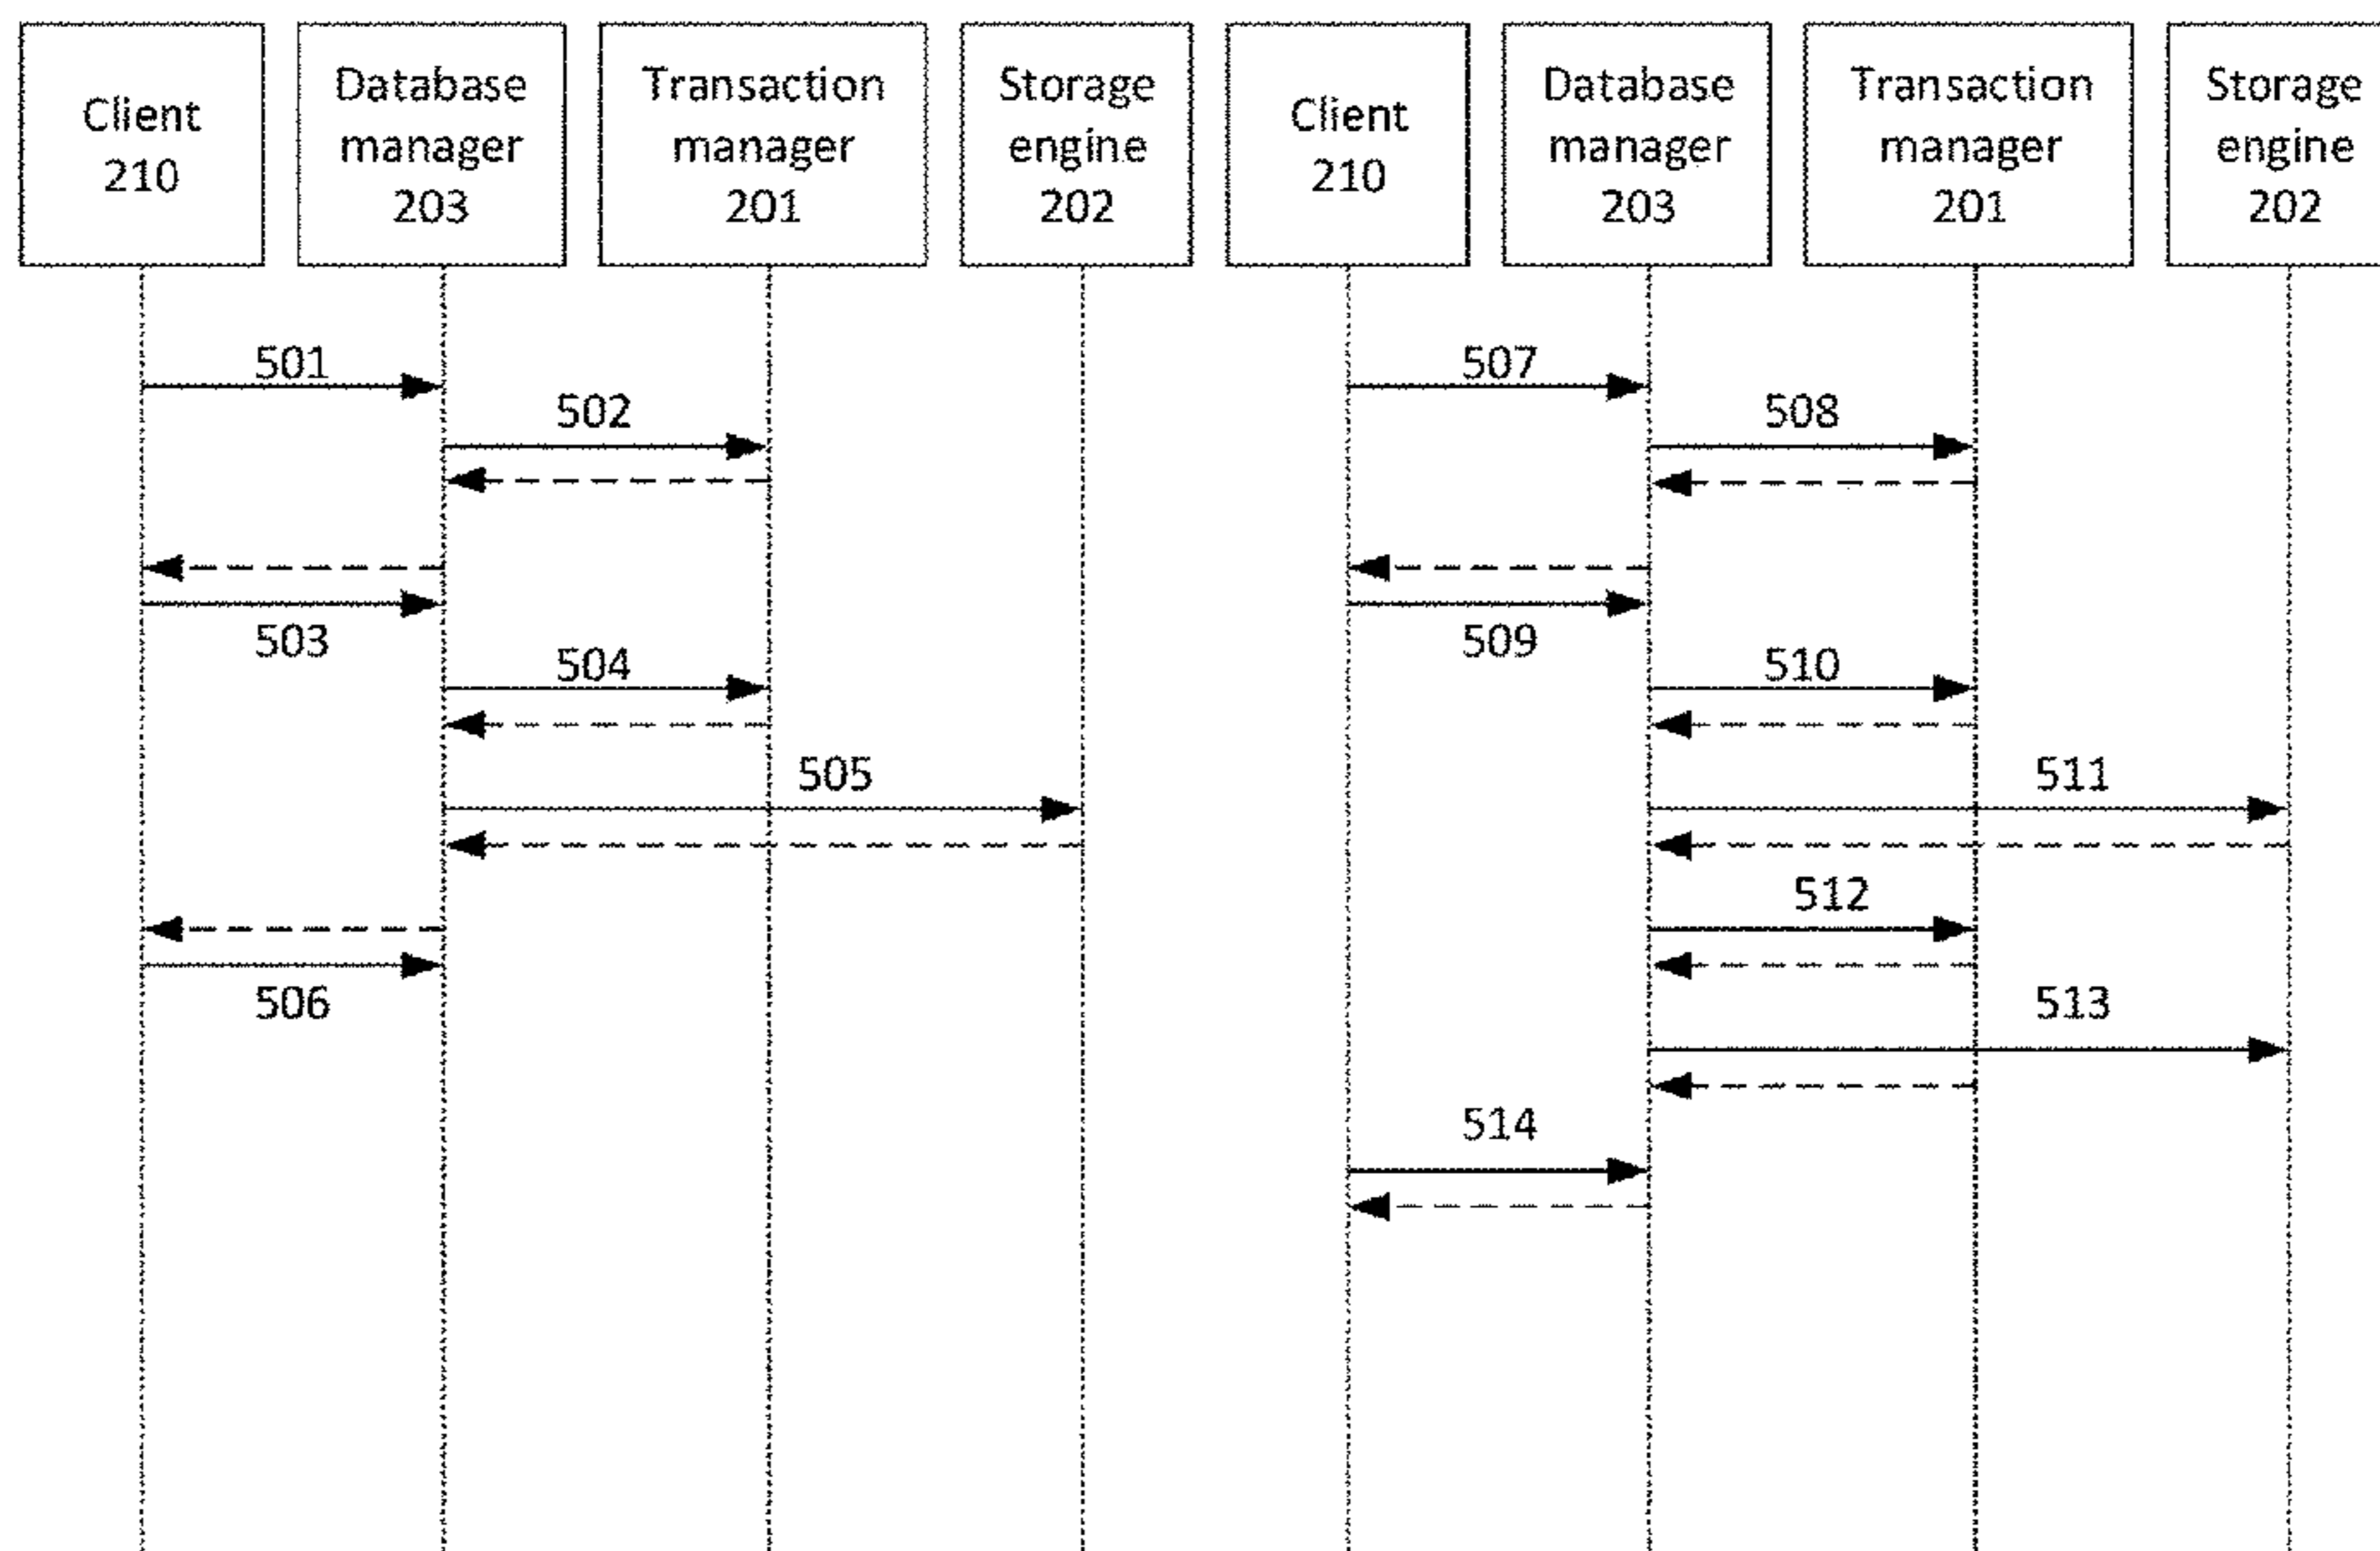 Client
210
Database
manager
203
Transaction
manager
201
Storage
engine
202
Client
210
Database
manager
203
Transaction
manager
201
Storage
engine
202
501
502
503
504
505
506
507
508
509
510
511
512
513
514